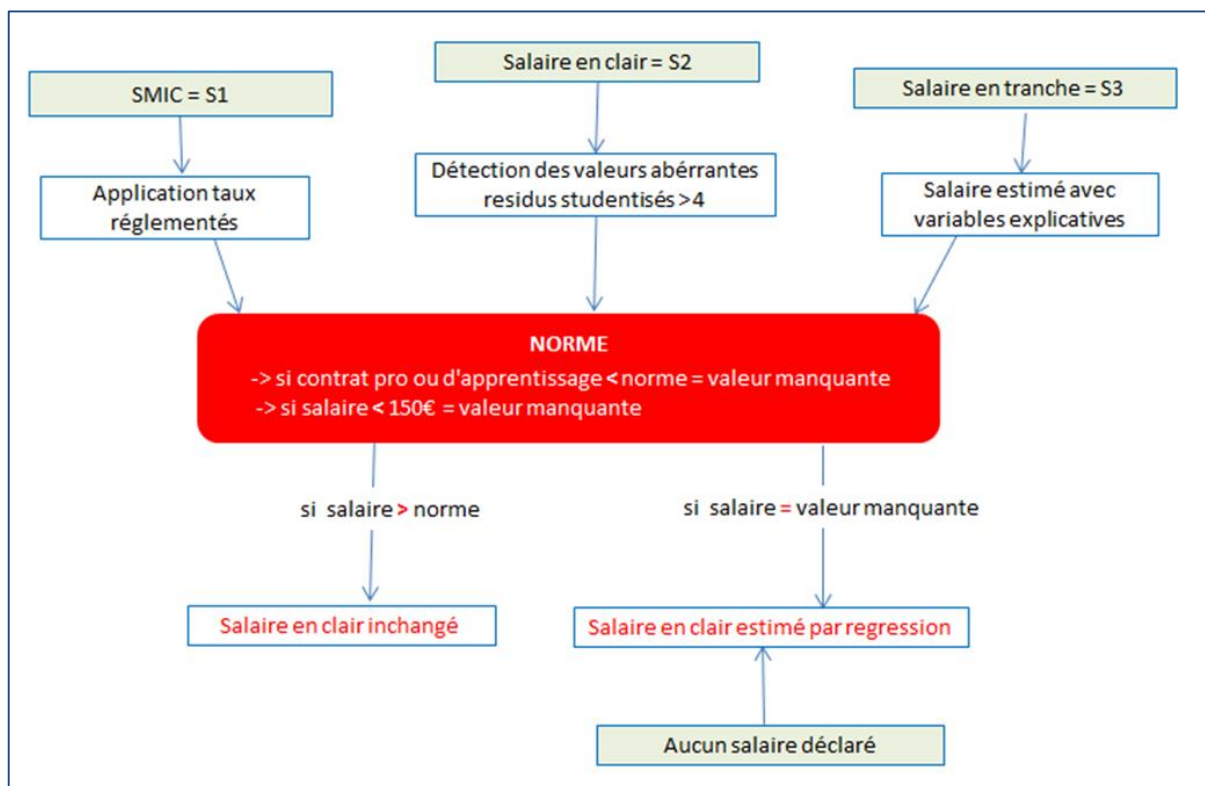 Salaire en clair = S2
SMIC = S1
Salaire en tranche = S3
Application taux
réglementés
Détection des valeurs abérrantes
residus studentisés >4
Salaire estimé avec
variables explicatives
NORME
-> si contrat pro ou d'apprentissage < norme = valeur manquante
-> si salaire < 150€ = valeur manquante
si salaire > norme
si salaire = valeur manquante
Salaire en clair inchangé
Salaire en clair estimé par regression
Aucun salaire déclaré